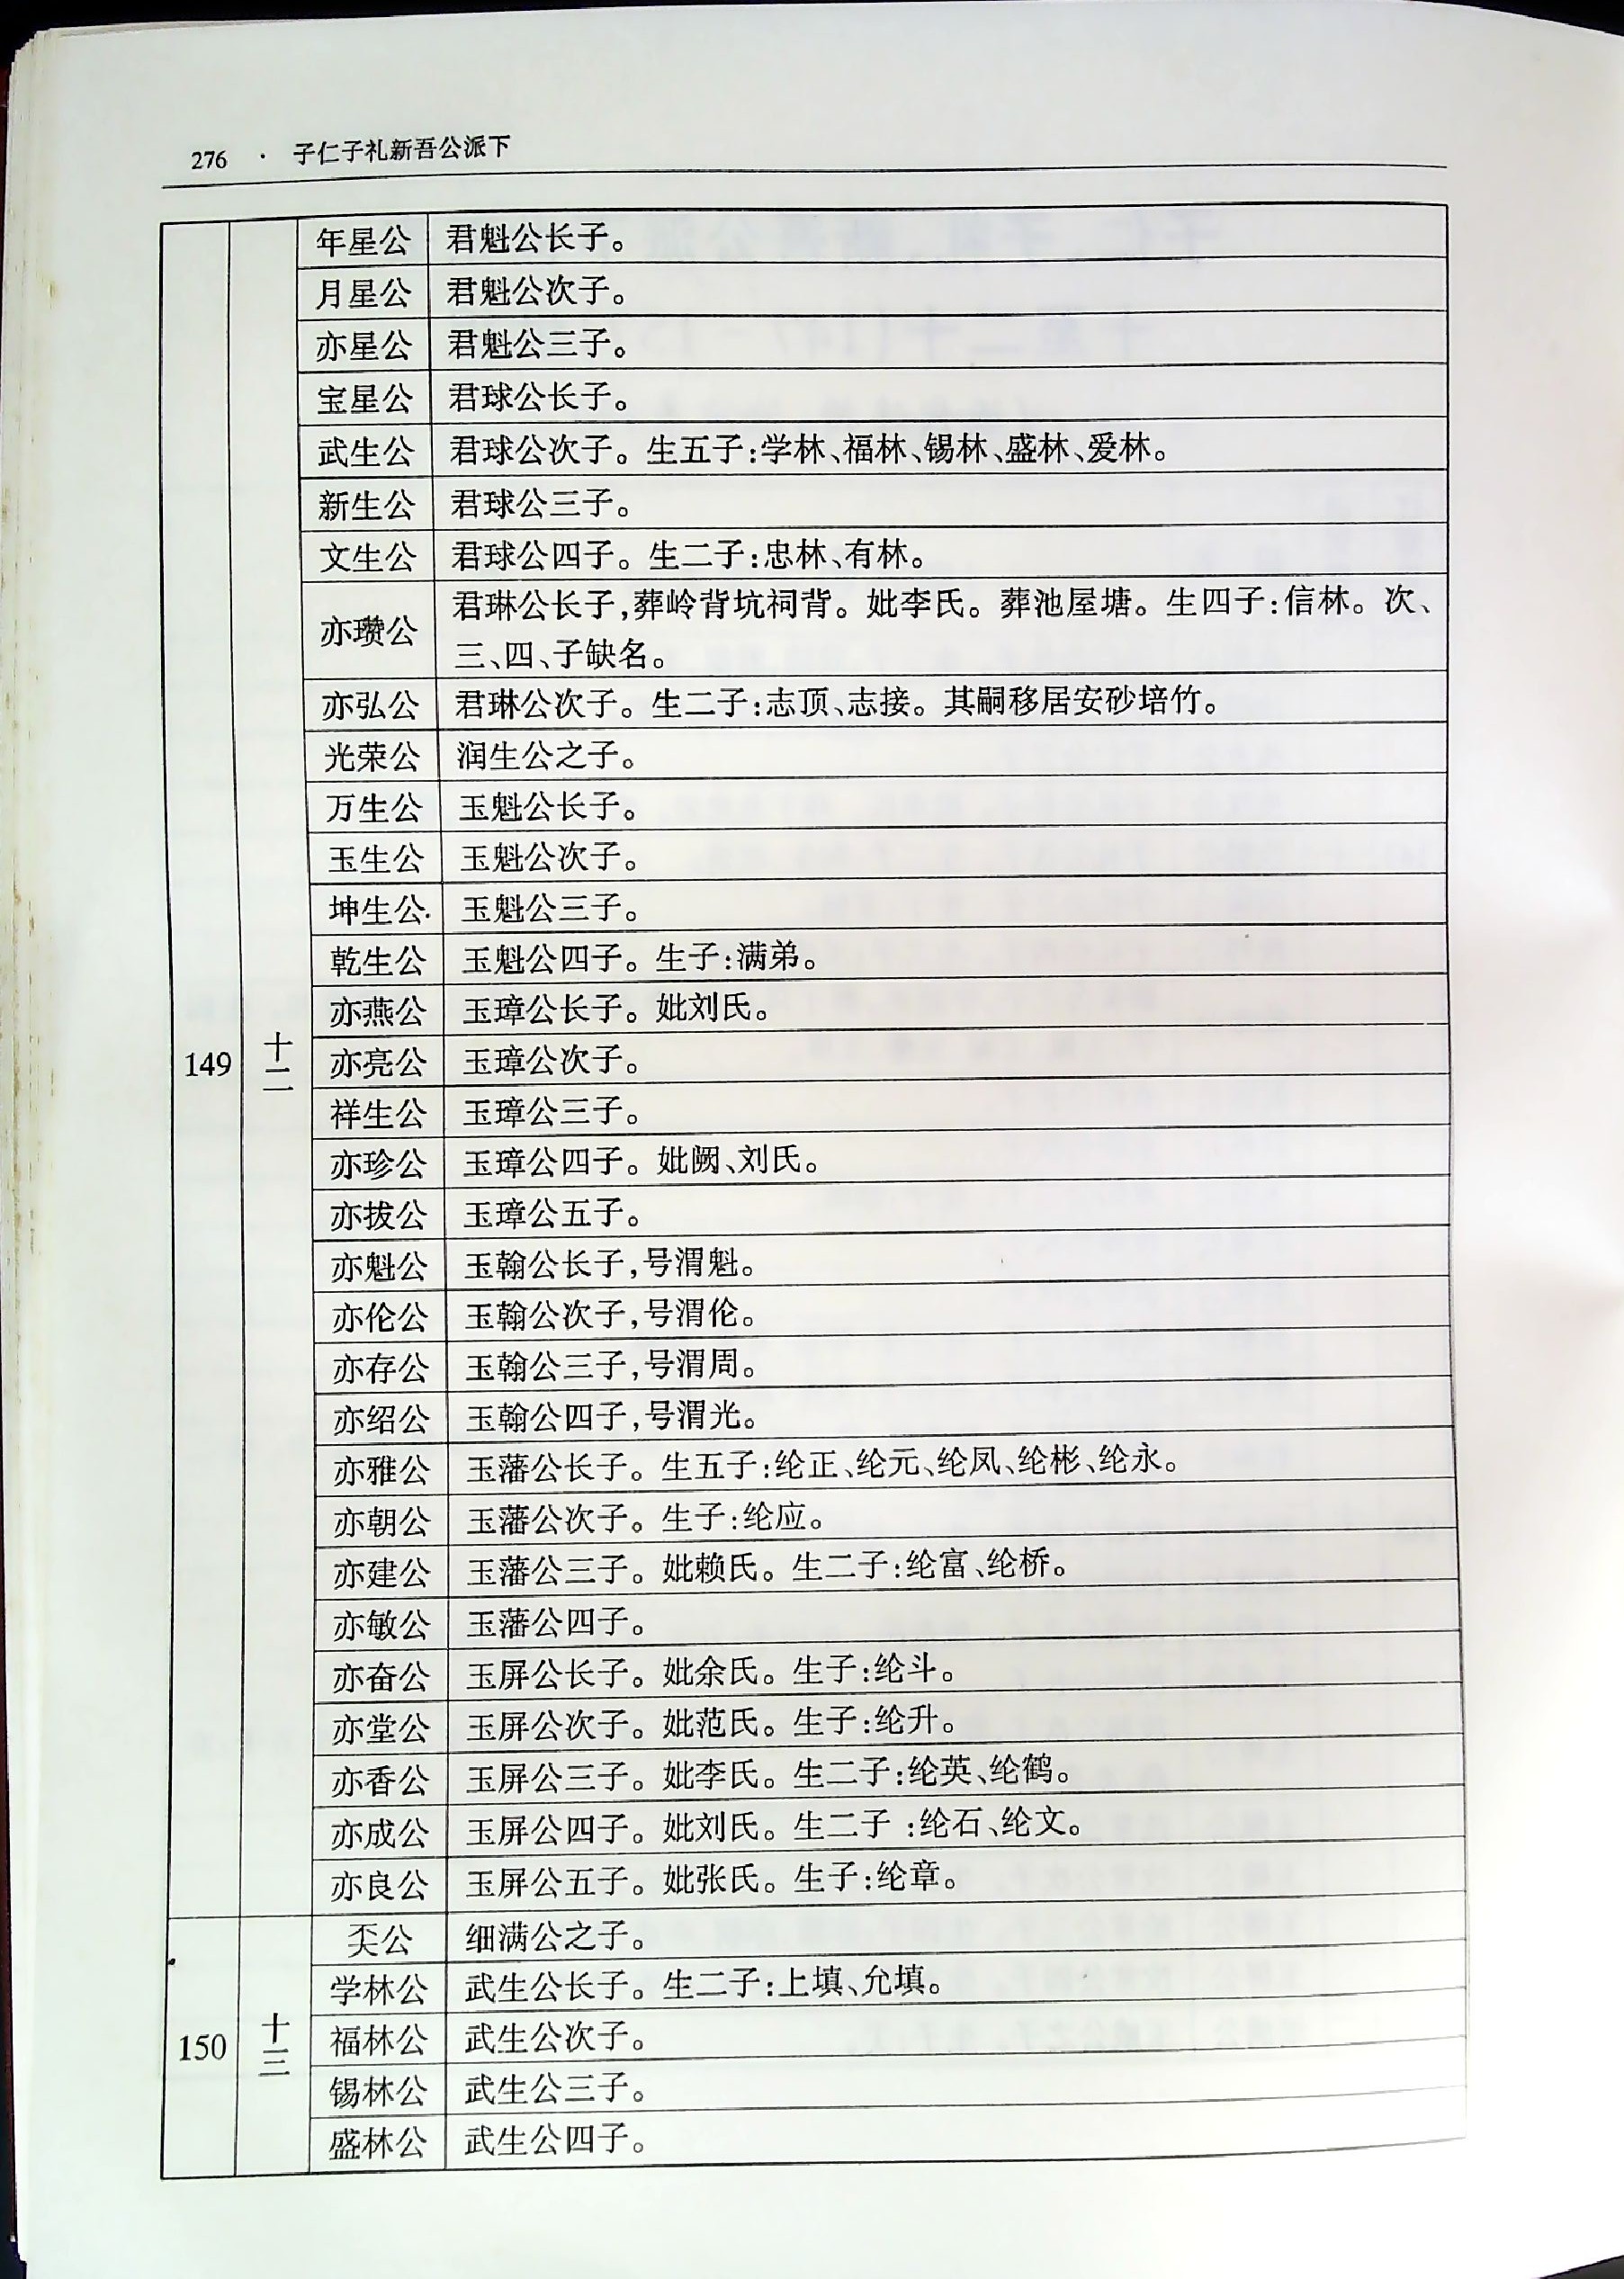 276 · 子仁子礼新吾公派下
年星公 君魁公长子。
月星公 君魁公次子。
亦星公 君魁公三子。
宝星公 君球公长子。
武生公 君球公次子。生五子:学林、福林、锡林、盛林、爱林。
新生公 君球公三子。
文生公 君球公四子。生二子:忠林、有林。
亦瓒公 君琳公长子,葬岭背坑祠背。妣李氏。葬池屋塘。生四子:信林。次、
三、四、子缺名。
亦弘公 君琳公次子。生二子:志顶、志接。其嗣移居安砂培竹。
光荣公 润生公之子。
万生公 玉魁公长子。
玉生公 玉魁公次子。
坤生公 玉魁公三子。
乾生公 玉魁公四子。生子:满弟。
亦燕公 玉璋公长子。妣刘氏。
149 十二 亦亮公 玉璋公次子。
祥生公 玉璋公三子。
亦珍公 玉璋公四子。妣阙、刘氏。
亦拔公 玉璋公五子。
亦魁公 玉翰公长子,号渭魁。
亦伦公 玉翰公次子,号渭伦。
亦存公 玉翰公三子,号渭周。
亦绍公 玉翰公四子,号渭光。
亦雅公 玉藩公长子。生五子:纶正、纶元、纶凤、纶彬、纶永。
亦朝公 玉藩公次子。生子:纶应。
亦建公 玉藩公三子。妣赖氏。生二子:纶富、纶桥。
亦敏公 玉藩公四子。
亦奋公 玉屏公长子。妣余氏。生子:纶斗。
亦堂公 玉屏公次子。妣范氏。生子:纶升。
亦香公 玉屏公三子。妣李氏。生二子:纶英、纶鹤。
亦成公 玉屏公四子。妣刘氏。生二子:纶石、纶文。
亦良公 玉屏公五子。妣张氏。生子:纶章。
公 细满公之子。
学林公 武生公长子。生二子:上填、允填。
150 十三 福林公 武生公次子。
锡林公 武生公三子。
盛林公 武生公四子。